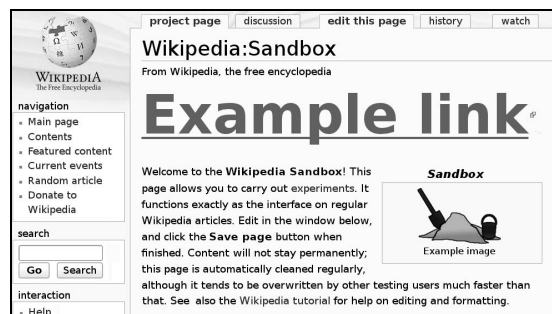 project page
discussion
edit this page
history
watch
WIKIPEDIA
The Free Encyclopedia
navigation
Main page
Contents
Featured content
Current events
Random article
Donate to
Wikipedia
search
Go
Search
interaction
Help
Wikipedia:Sandbox
From Wikipedia, the free encyclopedia
Example link
Welcome to the Wikipedia Sandbox! This
page allows you to carry out experiments. It
functions exactly as the interface on regular
Wikipedia articles. Edit in the window below,
and click the Save page button when
finished. Content will not stay permanently;
this page is automatically cleaned regularly,
although it tends to be overwritten by other testing users much faster than
that. See also the Wikipedia tutorial for help on editing and formatting.
Sandbox
Example image